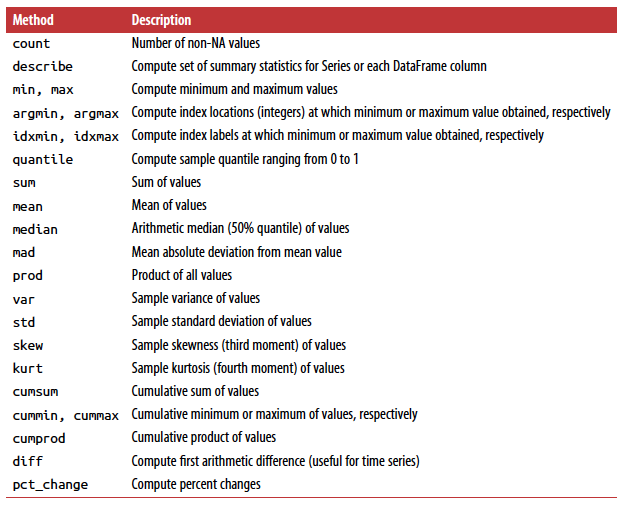 Method Description
count Number of non-NA values
describe Compute set of summary statistics for Series or each DataFrame column
min, max Compute minimum and maximum values
argmin, argmax Compute index locations (integers) at which minimum or maximum value obtained, respectively
idxmin, idxmax Compute index labels at which minimum or maximum value obtained, respectively
quantile Compute sample quantile ranging from 0 to 1
sum Sum of values
mean Mean of values
median Arithmetic median (50% quantile) of values
mad Mean absolute deviation from mean value
prod Product of all values
var Sample variance of values
std Sample standard deviation of values
skew Sample skewness (third moment) of values
kurt Sample kurtosis (fourth moment) of values
cumsum Cumulative sum of values
cummin, cummax Cumulative minimum or maximum of values, respectively
cumprod Cumulative product of values
diff Compute first arithmetic difference (useful for time series)
pct_change Compute percent changes